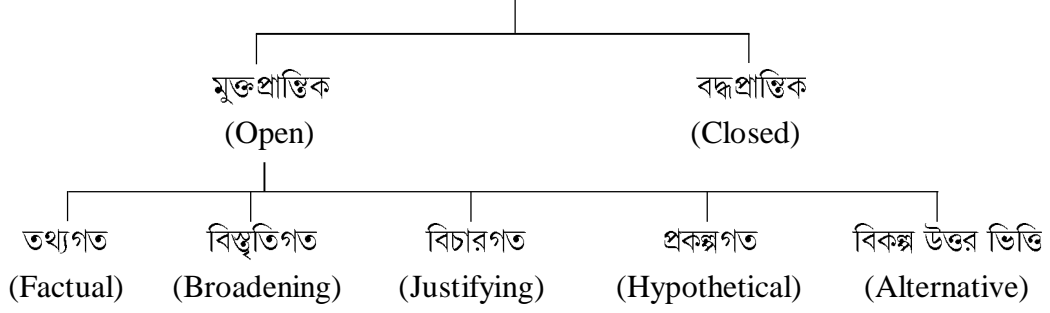 মুক্তপ্রান্তিক বদ্ধপ্রান্তিক
(Open) (Closed)
তথ্যগত বিস্তৃতিগত বিচারগত প্রকল্পগত বিকল্প উত্তর ভিত্তি
(Factual) (Broadening) (Justifying) (Hypothetical) (Alternative)